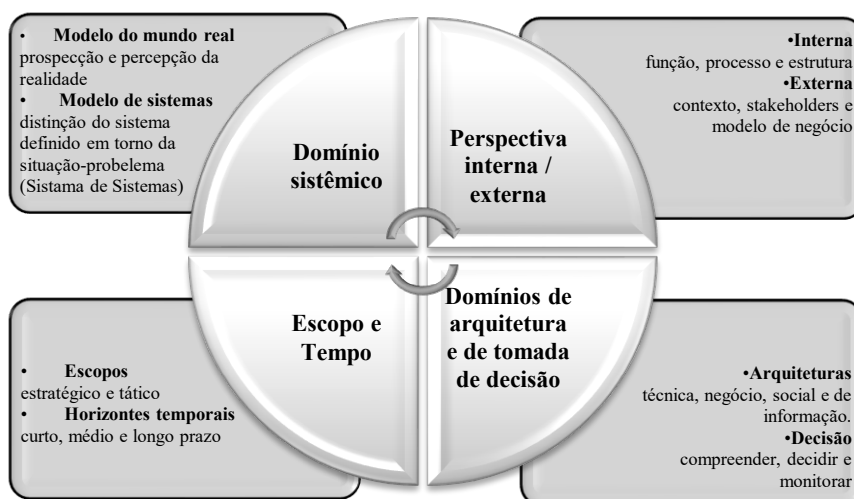 • Modelo do mundo real
prospecção e percepção da
realidade
• Modelo de sistemas
distinção do sistema
definido em torno da
situação-probelema
(Sistama de Sistemas)
•Interna
função, processo e estrutura
•Externa
contexto, stakeholders e
modelo de negócio
Domínio
sistêmico
Perspectiva
interna /
externa
Escopo e
Tempo
Domínios de
arquitetura
e de tomada
de decisão
• Escopos
estratégico e tático
• Horizontes temporais
curto, médio e longo prazo
•Arquiteturas
técnica, negócio, social e de
informação.
•Decisão
compreender, decidir e
monitorar